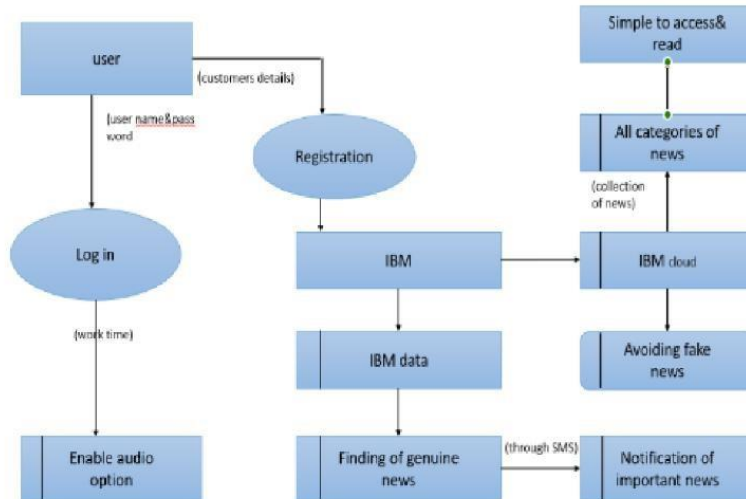 user
(customers details)
(user name&pass
word
Registration
Log in
(work time)
Enable audio
option
IBM
IBM data
Finding of genuine
news
(through SMS)
Simple to access&
read
All categories of
news
(collection
of news)
IBM cloud
Avoiding fake
news
Notification of
important news